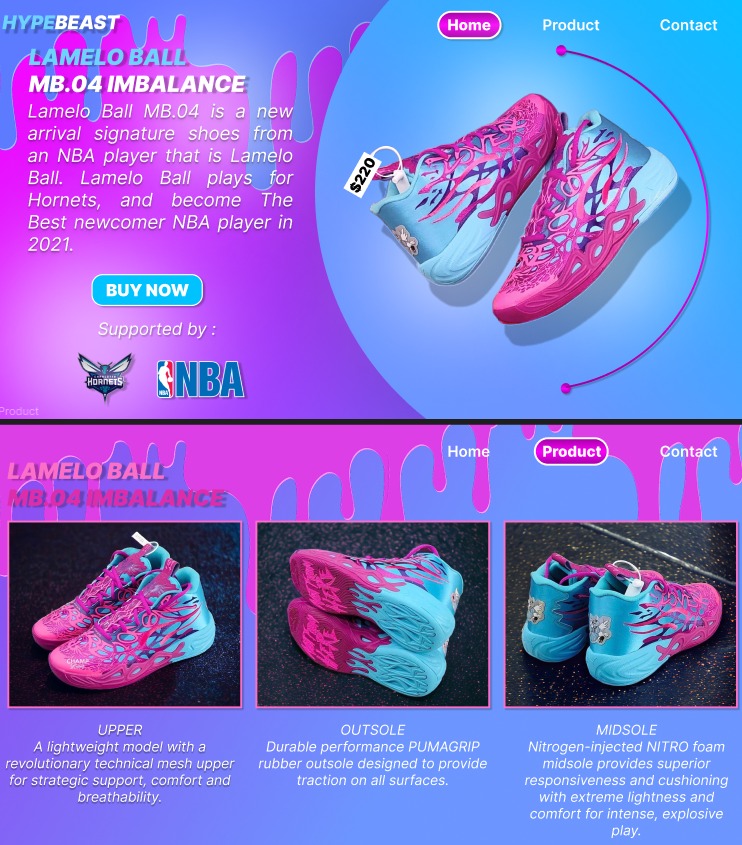 HYPEBEAST
Home Product Contact
LAMELO BALL
MB.04 IMBALANCE
Lamelo Ball MB.04 is a new
arrival signature shoes from
an NBA player that is Lamelo
Ball. Lamelo Ball plays for
Hornets, and become The
Best newcomer NBA player in
2021.
$220
BUY NOW
Supported by :
HORNETS
NBA
NBA
Product
Home Product Contact
LAMELO BALL
MB.04 IMBALANCE
UPPER
A lightweight model with a
revolutionary technical mesh upper
for strategic support, comfort and
breathability.
OUTSOLE
Durable performance PUMAGRIP
rubber outsole designed to provide
traction on all surfaces.
MIDSOLE
Nitrogen-injected NITRO foam
midsole provides superior
responsiveness and cushioning
with extreme lightness and
comfort for intense, explosive
play.